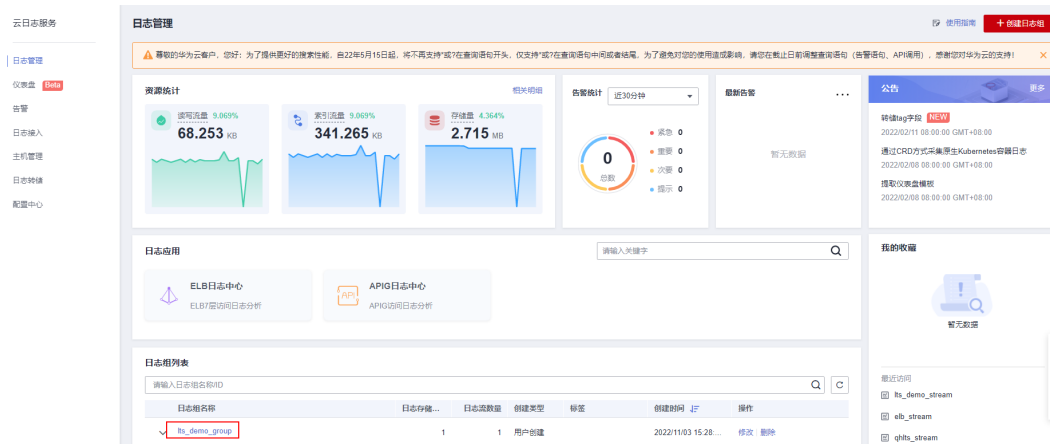 云日志服务
日志管理
使用指南
+ 创建日志组
尊敬的华为云客户，您好：为了提供更好的搜索性能，自22年5月15日起，将不再支持*或?在查询语句开头，仅支持*或?在查询语句中间或者结尾，为了避免对您的使用造成影响，请您在截止日前调整查询语句（告警语句、API调用），感谢您对华为云的支持！
日志管理
仪表盘 Beta
告警
日志接入
主机管理
日志转储
配置中心
资源统计
相关明细
读写流量 9.069%
68.253 KB
索引流量 9.069%
341.265 KB
存储量 4.364%
2.715 MB
告警统计
近30分钟
0
总数
紧急 0
重要 0
次要 0
提示 0
最新告警
...
暂无数据
公告
更多
转储tag字段 NEW
2022/02/11 08:00:00 GMT+08:00
通过CRD方式采集原生Kubernetes容器日志
2022/02/08 08:00:00 GMT+08:00
提取仪表盘模板
2022/02/08 08:00:00 GMT+08:00
日志应用
请输入关键字
ELB日志中心
ELB7层访问日志分析
API
APIG日志中心
APIG访问日志分析
我的收藏
暂无数据
日志组列表
请输入日志组名称/ID
日志组名称
日志存储...
日志流数量
创建类型
标签
创建时间
操作
lts_demo_group
1
1
用户创建
2022/11/03 15:28:...
修改
删除
最近访问
lts_demo_stream
elb_stream
qhlts_stream